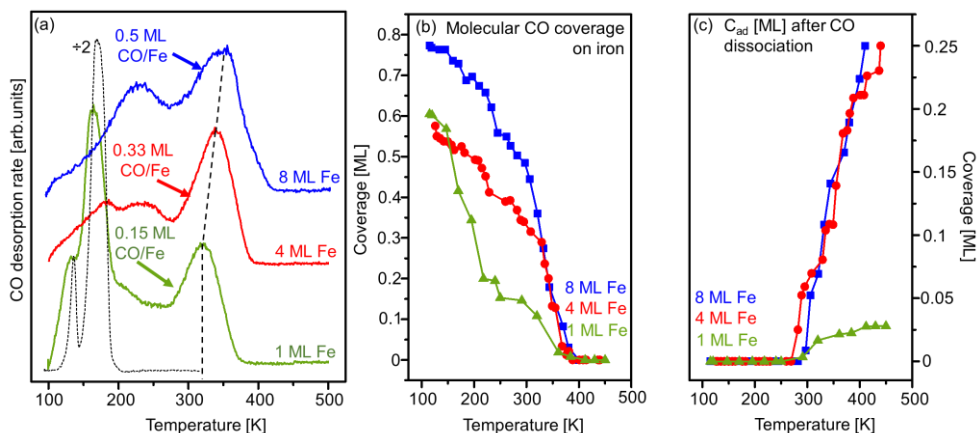 (a)
÷2
0.5 ML
CO/Fe
0.33 ML
CO/Fe
0.15 ML
CO/Fe
8 ML Fe
4 ML Fe
1 ML Fe
CO desorption rate [arb.units]
100 150 200 250 300 350 400 450 500
Temperature [K]
(b) Molecular CO coverage
on iron
0.8
0.7
0.6
0.5
0.4
0.3
0.2
0.1
0
Coverage [ML]
8 ML Fe
4 ML Fe
1 ML Fe
100 200 300 400 500
Temperature [K]
(c) C_ad [ML] after CO
dissociation
0.25
0.2
0.15
0.1
0.05
0
Coverage [ML]
8 ML Fe
4 ML Fe
1 ML Fe
100 200 300 400 500
Temperature [K]